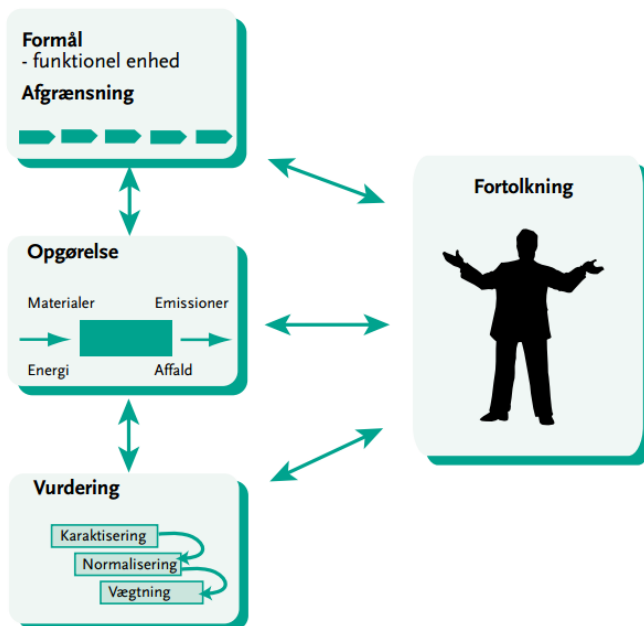 Formål
- funktionel enhed
Afgrænsning
Opgørelse
Materialer
Emissioner
Energi
Affald
Vurdering
Karaktisering
Normalisering
Vægtning
Fortolkning